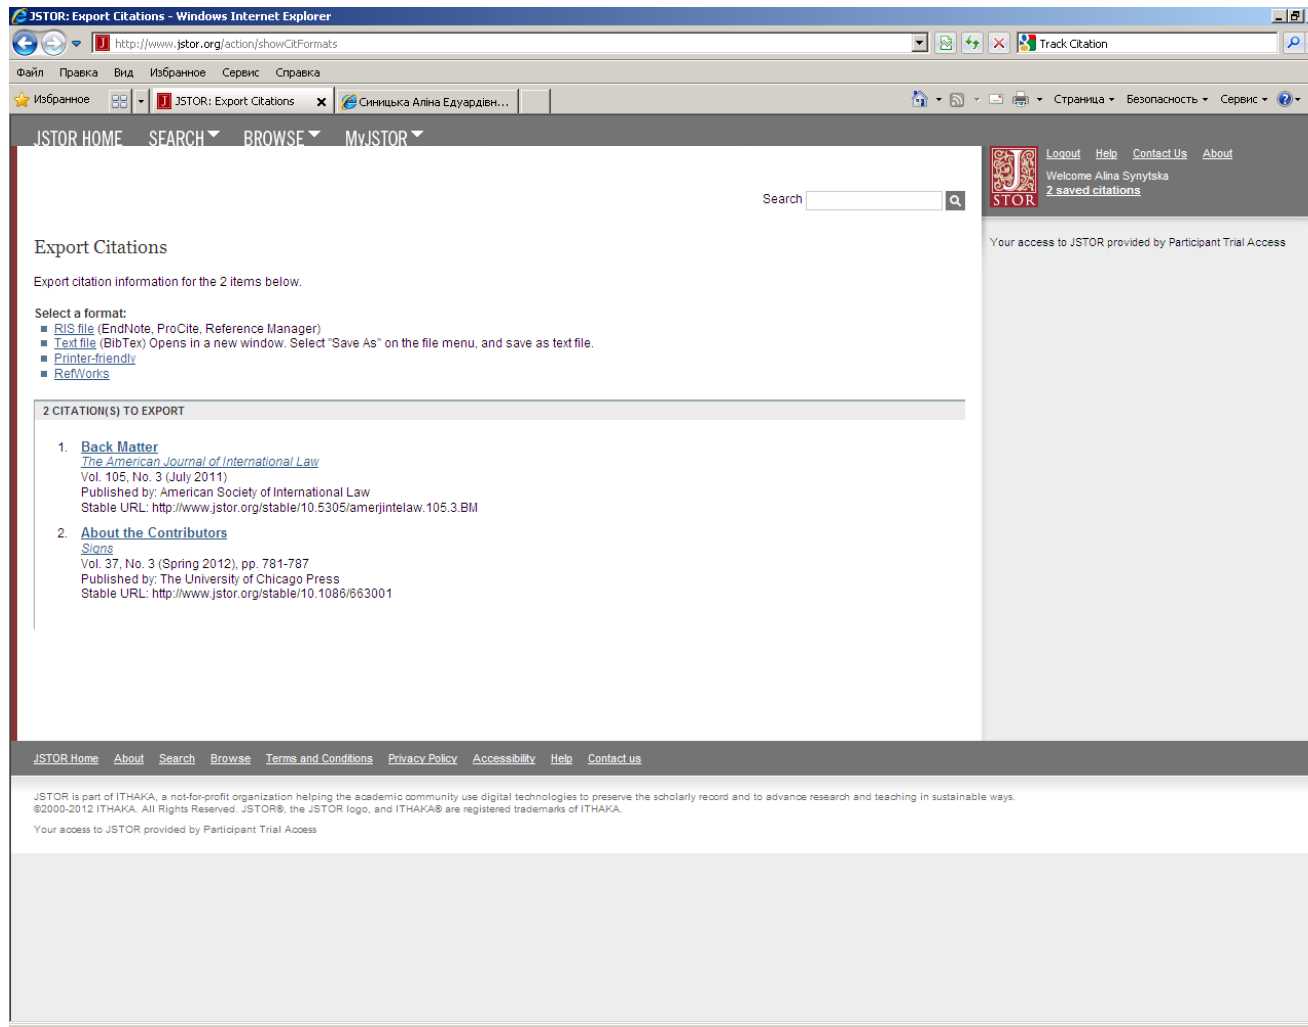 JSTOR: Export Citations - Windows Internet Explorer
http://www.jstor.org/action/showCitFormats
Track Citation
Файл Правка Вид Избранное Сервис Справка
Избранное
JSTOR: Export Citations
Синицька Аліна Едуардівн...
Страница
Безопасность
Сервис
JSTOR HOME SEARCH BROWSE MyJSTOR
Logout Help Contact Us About
Welcome Alina Synytska
2 saved citations
JSTOR
Search
Your access to JSTOR provided by Participant Trial Access
Export Citations
Export citation information for the 2 items below.
Select a format:
RIS file (EndNote, ProCite, Reference Manager)
Text file (BibTex) Opens in a new window. Select "Save As" on the file menu, and save as text file.
Printer-friendly
RefWorks
2 CITATION(S) TO EXPORT
1. Back Matter
The American Journal of International Law
Vol. 105, No. 3 (July 2011)
Published by: American Society of International Law
Stable URL: http://www.jstor.org/stable/10.5305/amerjintelaw.105.3.BM
2. About the Contributors
Signs
Vol. 37, No. 3 (Spring 2012), pp. 781-787
Published by: The University of Chicago Press
Stable URL: http://www.jstor.org/stable/10.1086/663001
JSTOR Home About Search Browse Terms and Conditions Privacy Policy Accessibility Help Contact us
JSTOR is part of ITHAKA, a not-for-profit organization helping the academic community use digital technologies to preserve the scholarly record and to advance research and teaching in sustainable ways.
©2000-2012 ITHAKA. All Rights Reserved. JSTOR®, the JSTOR logo, and ITHAKA® are registered trademarks of ITHAKA.
Your access to JSTOR provided by Participant Trial Access